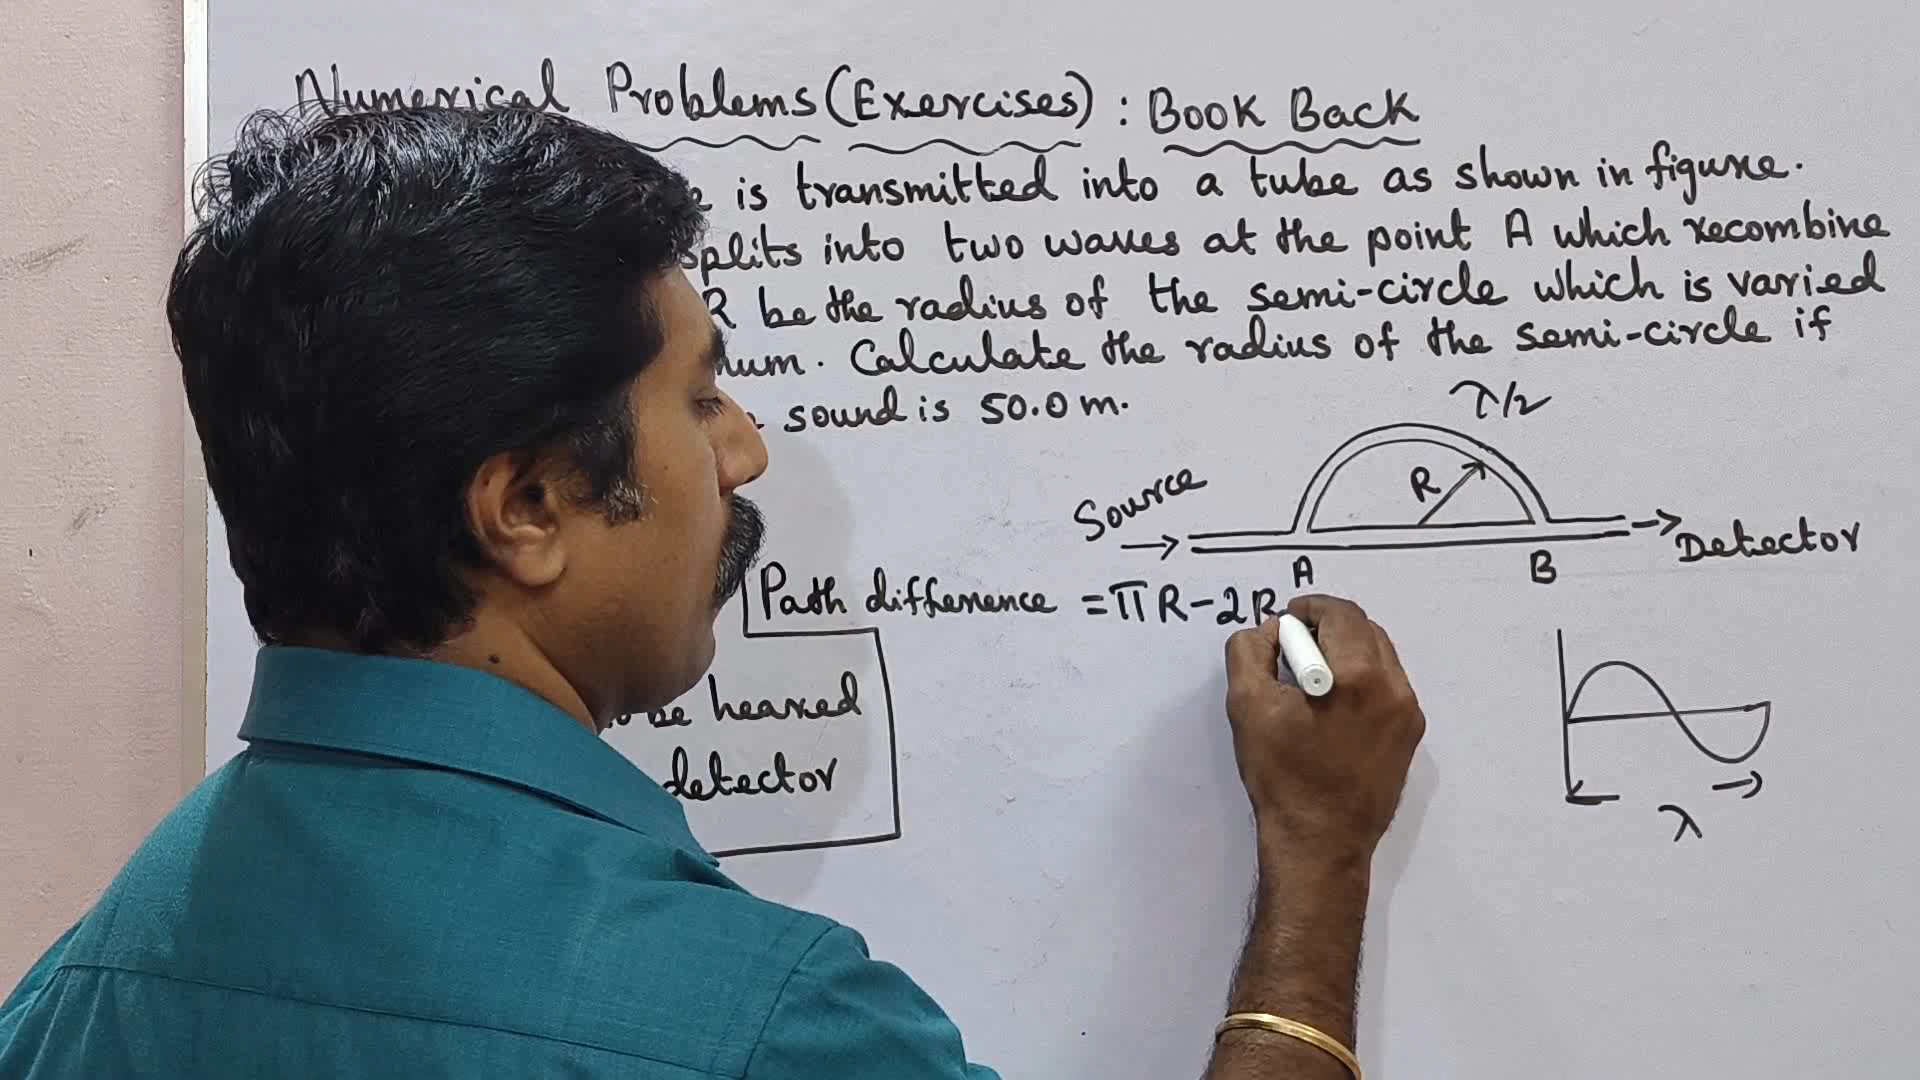 Numerical Problems (Exercises) : Book Back
is transmitted into a tube as shown in figure.
splits into two waves at the point A which recombine
R be the radius of the semi-circle which is varied
num. Calculate the radius of the semi-circle if
sound is 50.0 m.
λ/2
R
Source
Detector
A
B
Path difference = πR - 2R
be heared
detector
λ